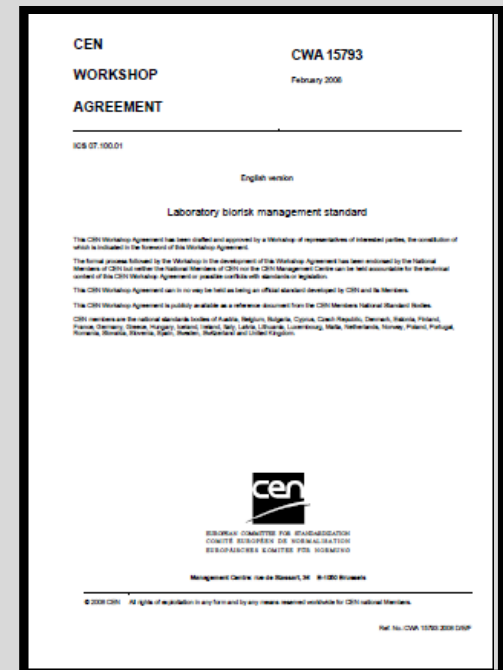 CEN
WORKSHOP
AGREEMENT
CWA 15793
February 2008
ICS 07.100.01
English version
Laboratory biorisk management standard
This CEN Workshop Agreement has been drafted and approved by a Workshop of representatives of interested parties, the constitution of
which is indicated in the foreword of this Workshop Agreement.
The formal process followed by the Workshop in the development of this Workshop Agreement has been endorsed by the National
Members of CEN but neither the National Members of CEN nor the CEN Management Centre can be held accountable for the technical
content of this CEN Workshop Agreement or possible conflicts with standards or legislation.
This CEN Workshop Agreement can in no way be held as being an official standard developed by CEN and its Members.
This CEN Workshop Agreement is publicly available as a reference document from the CEN Members National Standard Bodies.
CEN members are the national standards bodies of Austria, Belgium, Bulgaria, Cyprus, Czech Republic, Denmark, Estonia, Finland,
France, Germany, Greece, Hungary, Iceland, Ireland, Italy, Latvia, Lithuania, Luxembourg, Malta, Netherlands, Norway, Poland, Portugal,
Romania, Slovakia, Slovenia, Spain, Sweden, Switzerland and United Kingdom.
cen
EUROPEAN COMMITTEE FOR STANDARDIZATION
COMITÉ EUROPÉEN DE NORMALISATION
EUROPÄISCHES KOMITEE FÜR NORMUNG
Management Centre: rue de Stassart, 36 B-1050 Brussels
© 2008 CEN All rights of exploitation in any form and by any means reserved worldwide for CEN national Members.
Ref. No.:CWA 15793:2008 D/E/F